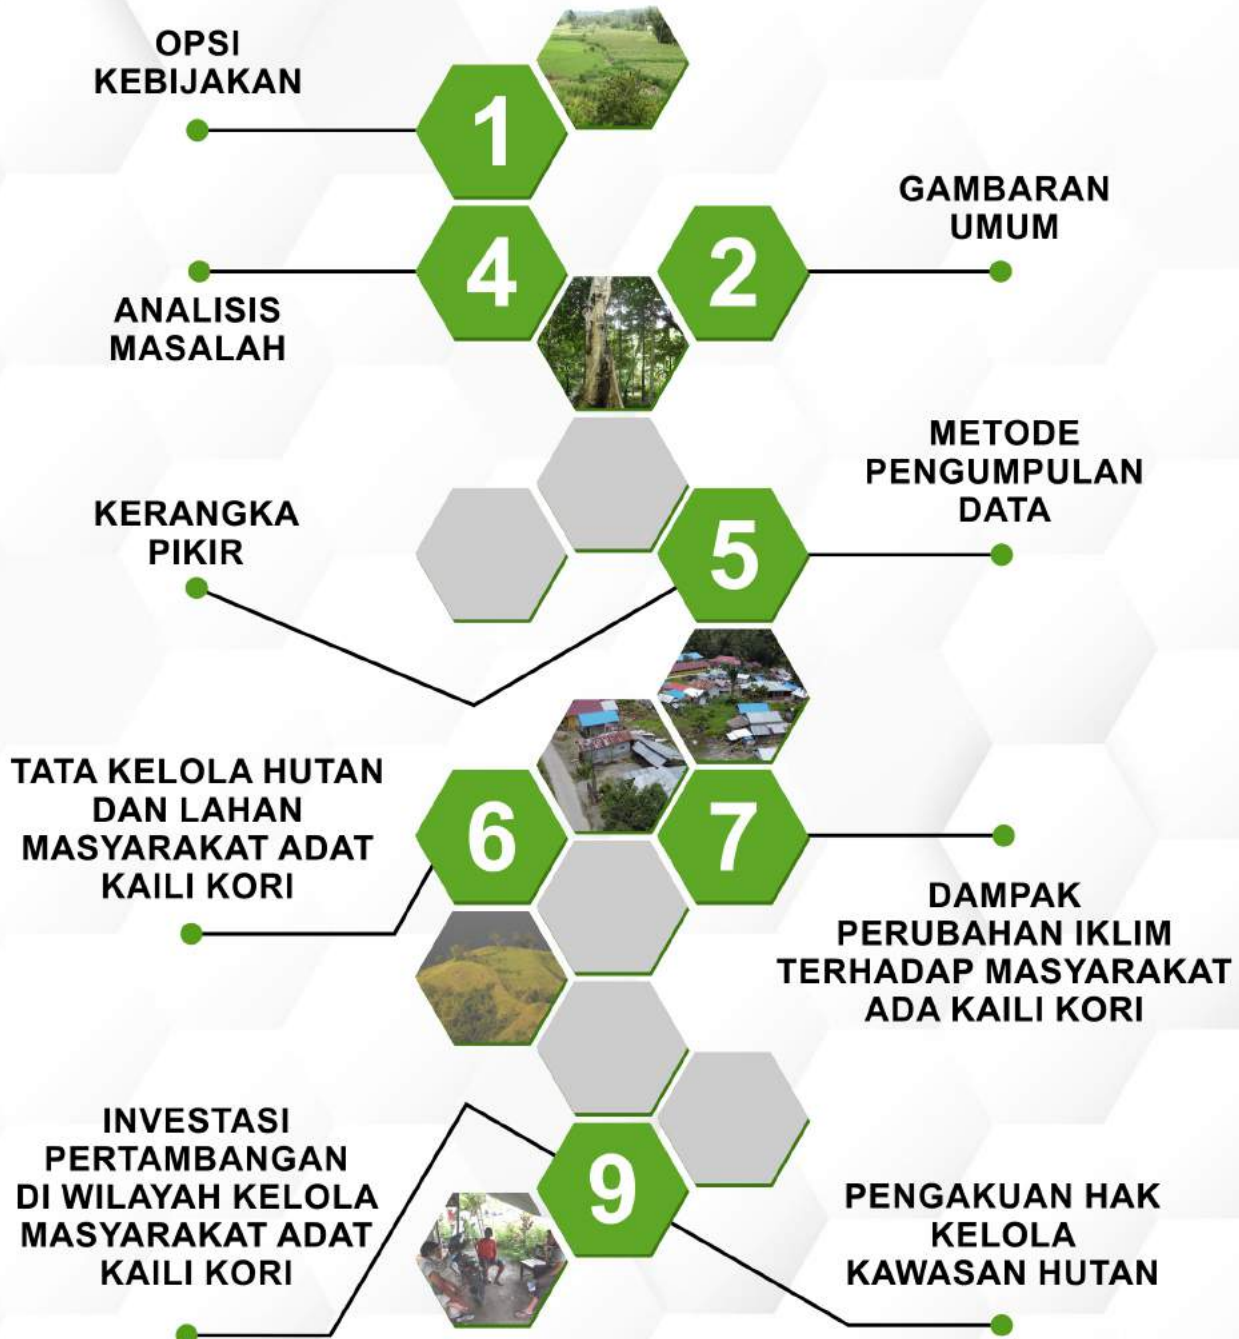 OPSI
KEBIJAKAN
1
GAMBARAN
UMUM
2
4
ANALISIS
MASALAH
METODE
PENGUMPULAN
DATA
KERANGKA
PIKIR
5
TATA KELOLA HUTAN
DAN LAHAN
MASYARAKAT ADAT
KAILI KORI
6
7
DAMPAK
PERUBAHAN IKLIM
TERHADAP MASYARAKAT
ADA KAILI KORI
INVESTASI
PERTAMBANGAN
DI WILAYAH KELOLA
MASYARAKAT ADAT
KAILI KORI
9
PENGAKUAN HAK
KELOLA
KAWASAN HUTAN